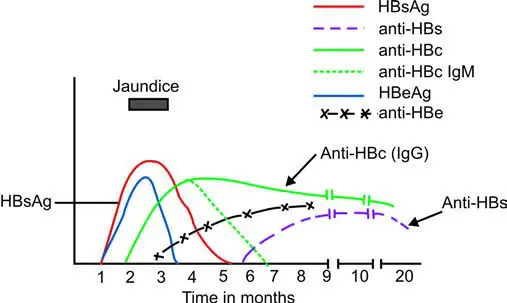 HBsAg
anti-HBs
anti-HBc
anti-HBc IgM
HBeAg
anti-HBe
Jaundice
Anti-HBc (IgG)
HBsAg
Anti-HBs
1 2 3 4 5 6 7 8 9 10 20
Time in months